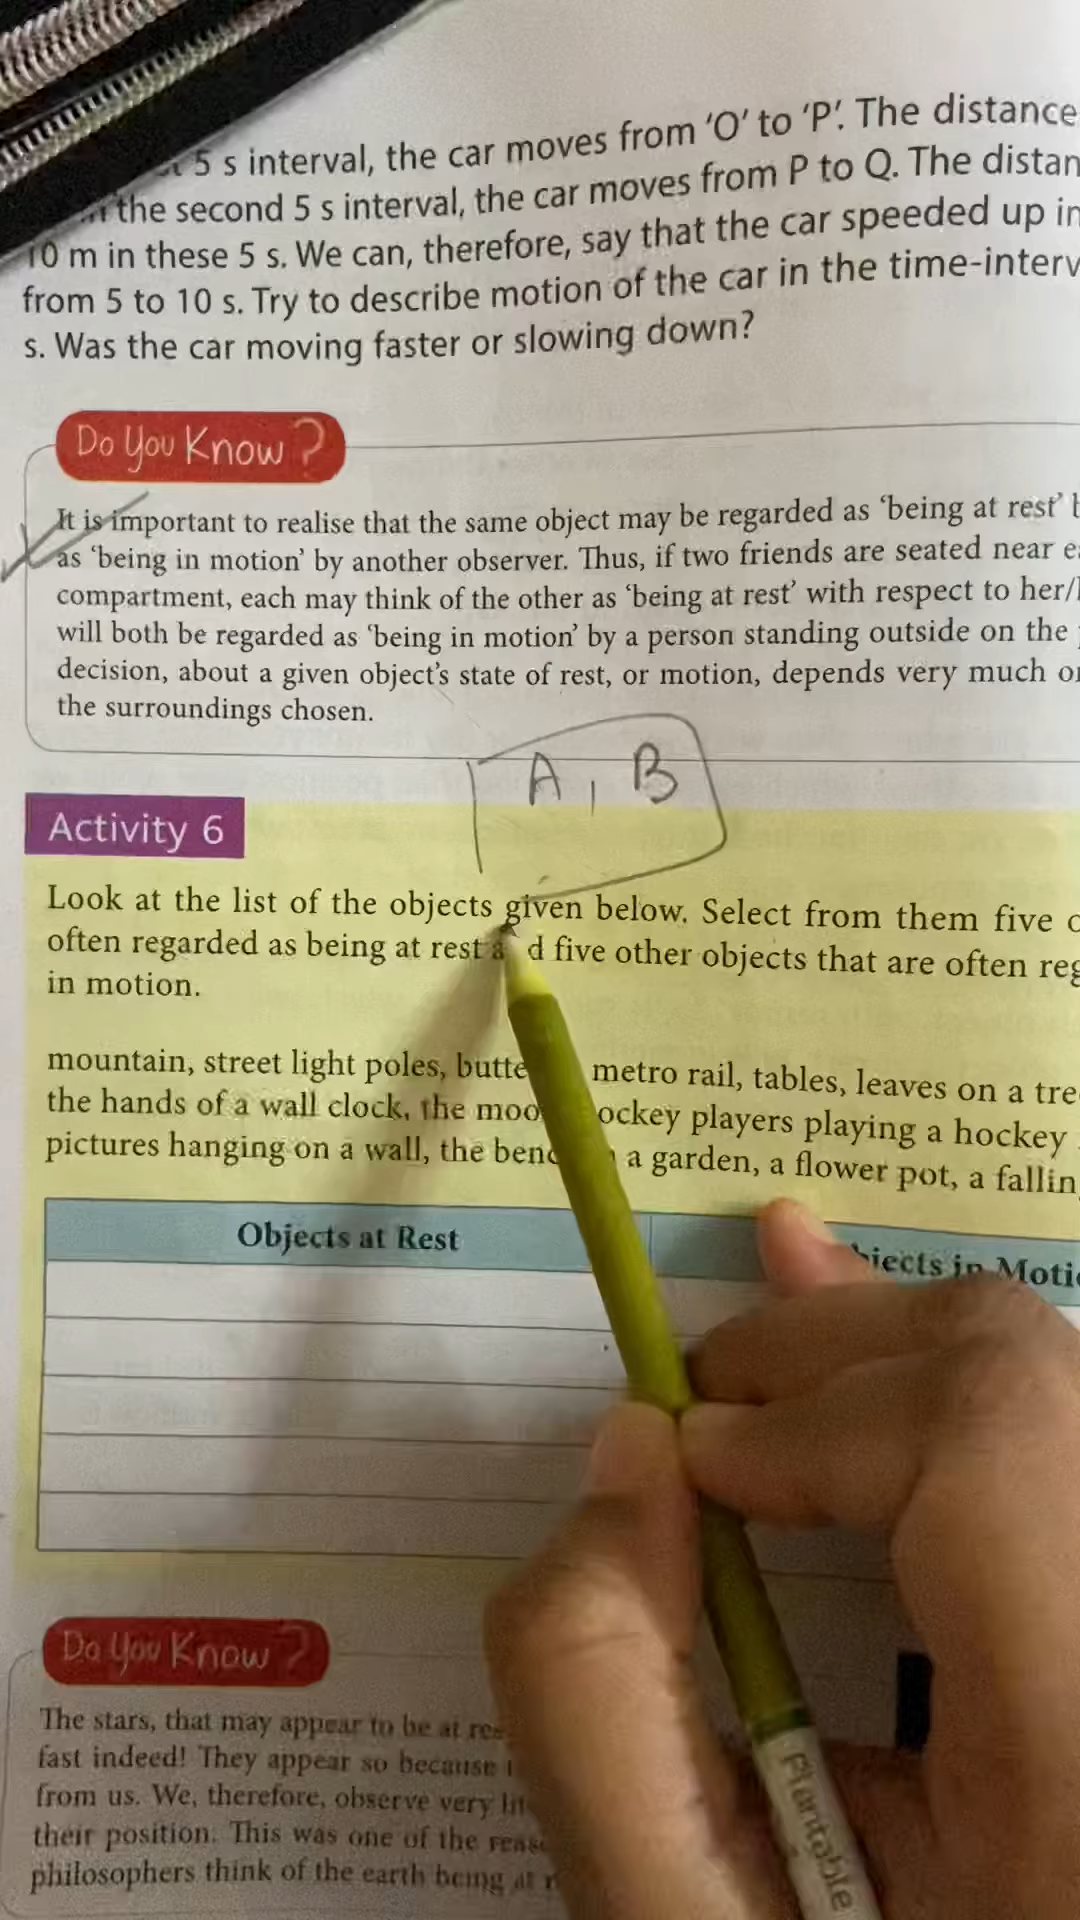 5 s interval, the car moves from 'O' to 'P'. The distance
the second 5 s interval, the car moves from P to Q. The distan
10 m in these 5 s. We can, therefore, say that the car speeded up in
from 5 to 10 s. Try to describe motion of the car in the time-interv
s. Was the car moving faster or slowing down?
Do You Know?
It is important to realise that the same object may be regarded as 'being at rest' b
as 'being in motion' by another observer. Thus, if two friends are seated near ea
compartment, each may think of the other as 'being at rest' with respect to her/
will both be regarded as 'being in motion' by a person standing outside on the
decision, about a given object's state of rest, or motion, depends very much on
the surroundings chosen.
A, B
Activity 6
Look at the list of the objects given below. Select from them five o
often regarded as being at rest a d five other objects that are often reg
in motion.
mountain, street light poles, butte metro rail, tables, leaves on a tre
the hands of a wall clock, the moo ockey players playing a hockey
pictures hanging on a wall, the benc a garden, a flower pot, a fallin
Objects at Rest
bjects in Motio
Do You Know?
The stars, that may appear to be at res
fast indeed! They appear so because
from us. We, therefore, observe very lit
their position. This was one of the reaso
philosophers think of the earth being at r
Plantable